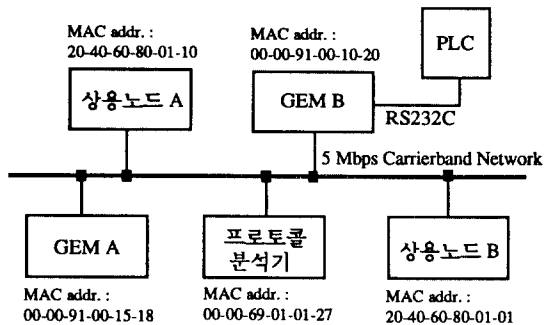 MAC addr. :
20-40-60-80-01-10
상용노드 A
MAC addr. :
00-00-91-00-10-20
GEM B
PLC
RS232C
5 Mbps Carrierband Network
GEM A
MAC addr. :
00-00-91-00-15-18
프로토콜
분석기
MAC addr. :
00-00-69-01-01-27
상용노드 B
MAC addr. :
20-40-60-80-01-01